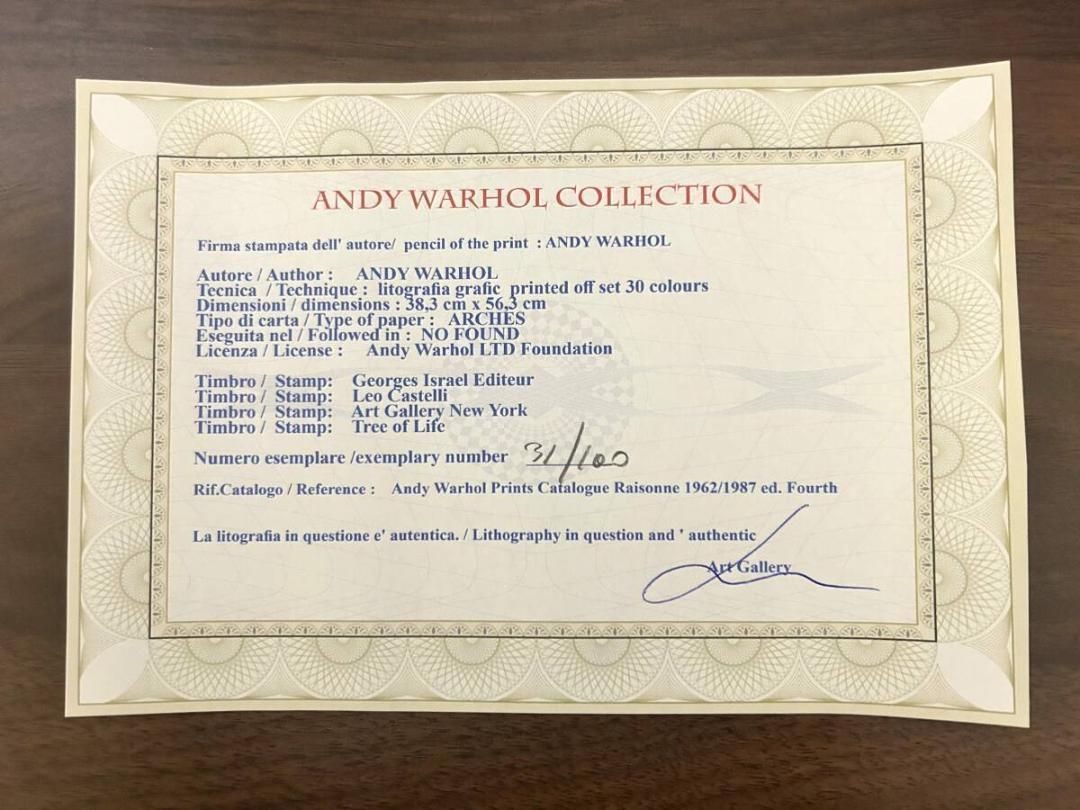 ANDY WARHOL COLLECTION
Firma stampata dell' autore/ pencil of the print : ANDY WARHOL
Autore / Author : ANDY WARHOL
Tecnica / Technique : litografia grafic printed off set 30 colours
Dimensioni / dimensions : 38,3 cm x 56,3 cm
Tipo di carta / Type of paper : ARCHES
Eseguita nel / Followed in : NO FOUND
Licenza / License : Andy Warhol LTD Foundation
Timbro / Stamp: Georges Israel Editeur
Timbro / Stamp: Leo Castelli
Timbro / Stamp: Art Gallery New York
Timbro / Stamp: Tree of Life
Numero esemplare /exemplary number 31/100
Rif.Catalogo / Reference : Andy Warhol Prints Catalogue Raisonne 1962/1987 ed. Fourth
La litografia in questione e' autentica. / Lithography in question and ' authentic
Art Gallery